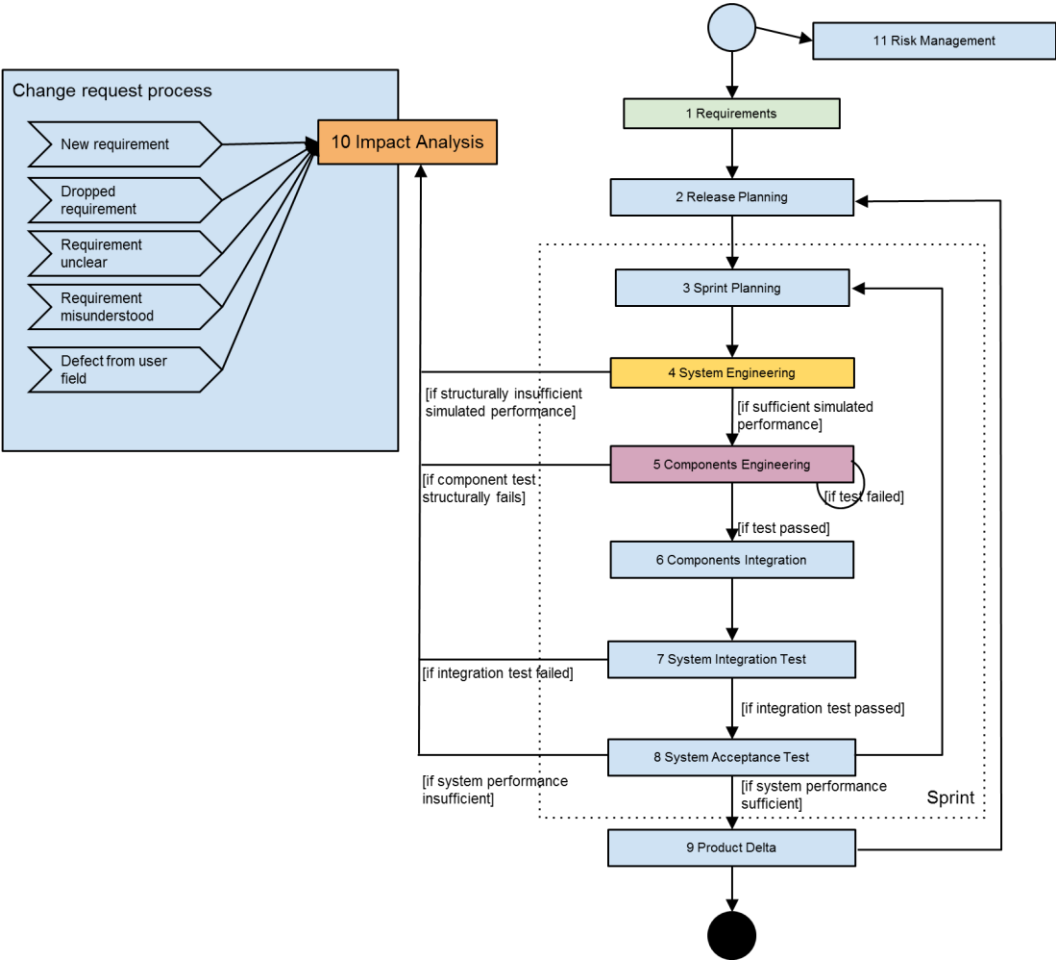 11 Risk Management
Change request process
1 Requirements
New requirement
10 Impact Analysis
Dropped
requirement
2 Release Planning
Requirement
unclear
Requirement
misunderstood
3 Sprint Planning
Defect from user
field
4 System Engineering
[if structurally insufficient
simulated performance]
[if sufficient simulated
performance]
5 Components Engineering
[if component test
structurally fails]
[if test failed]
[if test passed]
6 Components Integration
7 System Integration Test
[if integration test failed]
[if integration test passed]
8 System Acceptance Test
[if system performance
insufficient]
[if system performance
sufficient]
Sprint
9 Product Delta